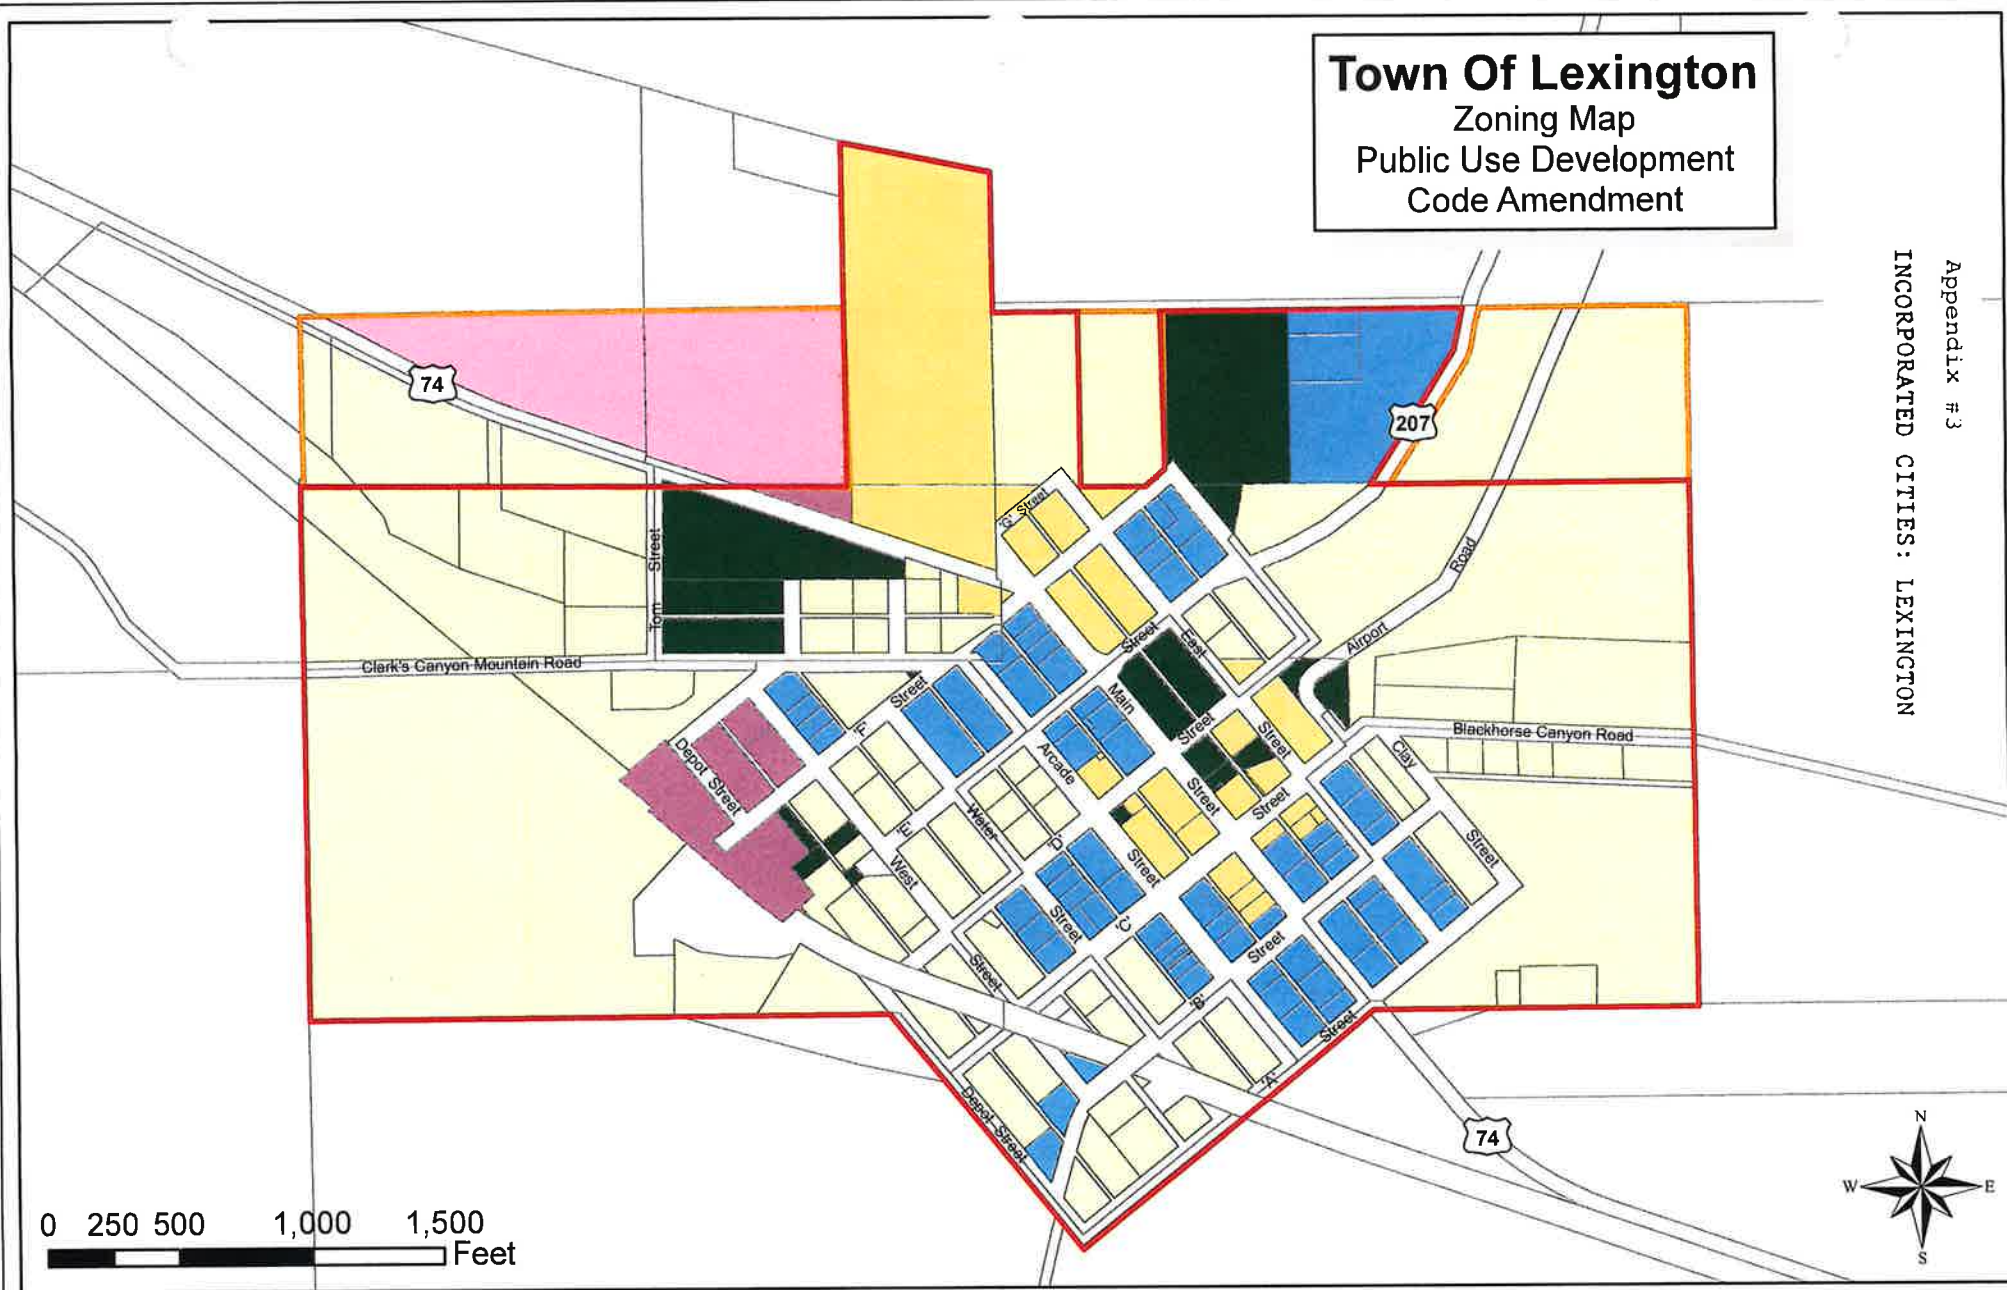 Town Of Lexington
Zoning Map
Public Use Development
Code Amendment
Appendix #3
INCORPORATED CITIES: LEXINGTON
74
207
'G' Street
Tom Street
Road
Airport
Clark's Canyon Mountain Road
Street
East
Main
Street
'F'
Street
Street
Blackhorse Canyon Road
Clay
Depot Street
Arcade
Street
Street
Water
'E'
'D'
Street
Street
West
'C'
Street
Street
Street
'B'
Street
Street
'A'
Depot Street
74
N
W
E
S
0 250 500 1,000 1,500
Feet